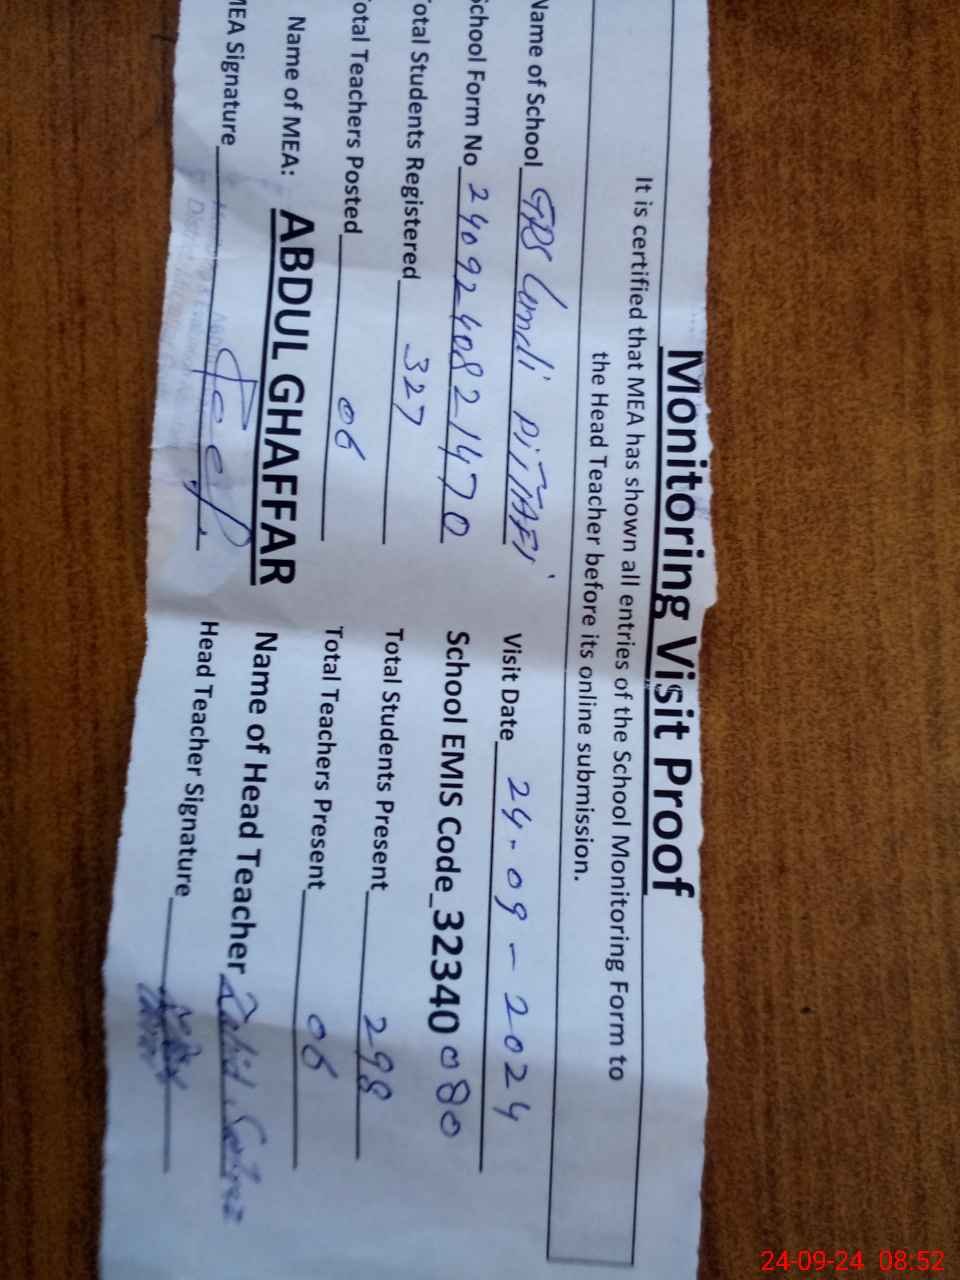 Monitoring Visit Proof
It is certified that MEA has shown all entries of the School Monitoring Form to
the Head Teacher before its online submission.
Name of School GPS Lundi PITTAFI Visit Date 24-09-2024
School Form No 2409240821470 School EMIS Code 32340080
Total Students Registered 327 Total Students Present 298
Total Teachers Posted 06 Total Teachers Present 06
Name of MEA: ABDUL GHAFFAR Name of Head Teacher Zahid
MEA Signature Head Teacher Signature
24-09-24 08:52